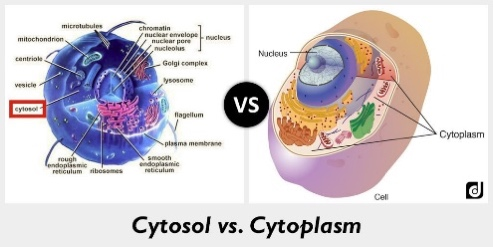 microtubules
mitochondrion
centriole
vesicle
cytosol
rough
endoplasmic
reticulum
ribosomes
smooth
endoplasmic
reticulum
chromatin
nuclear envelope
nuclear pore
nucleolus
nucleus
Golgi complex
lysosome
flagellum
plasma membrane
VS
Nucleus
Cytoplasm
Cell
d
Cytosol vs. Cytoplasm